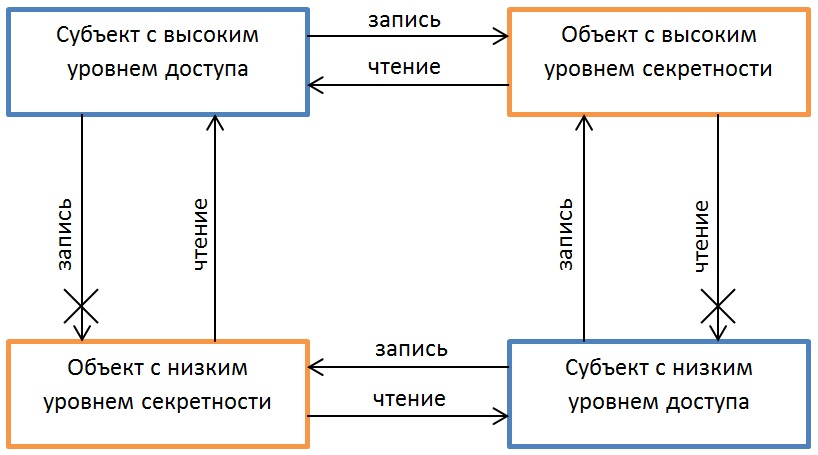 Субъект с высоким
уровнем доступа
запись
чтение
Объект с высоким
уровнем секретности
запись
чтение
запись
чтение
Объект с низким
уровнем секретности
запись
чтение
Субъект с низким
уровнем доступа